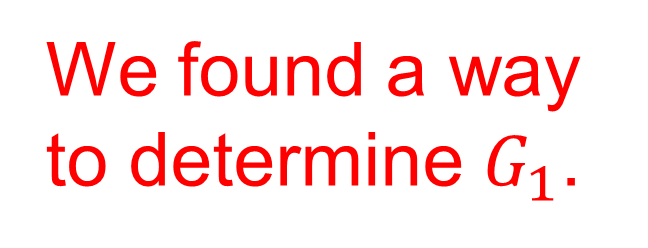 We found a way
to determine G₁.